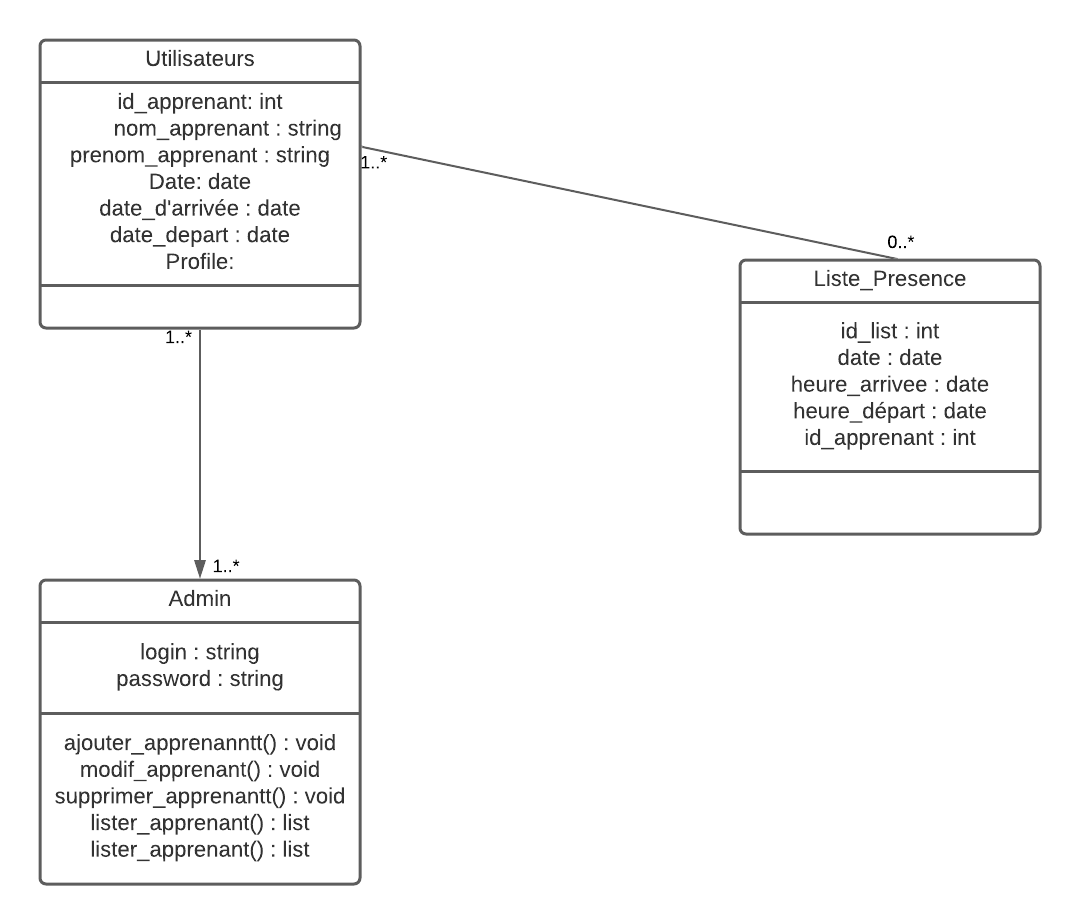 Utilisateurs
id_apprenant: int
nom_apprenant : string
prenom_apprenant : string
Date: date
date_d'arrivée : date
date_depart : date
Profile:
1..*
0..*
Liste_Presence
id_list : int
date : date
heure_arrivee : date
heure_départ : date
id_apprenant : int
1..*
1..*
Admin
login : string
password : string
ajouter_apprenanntt() : void
modif_apprenant() : void
supprimer_apprenantt() : void
lister_apprenant() : list
lister_apprenant() : list